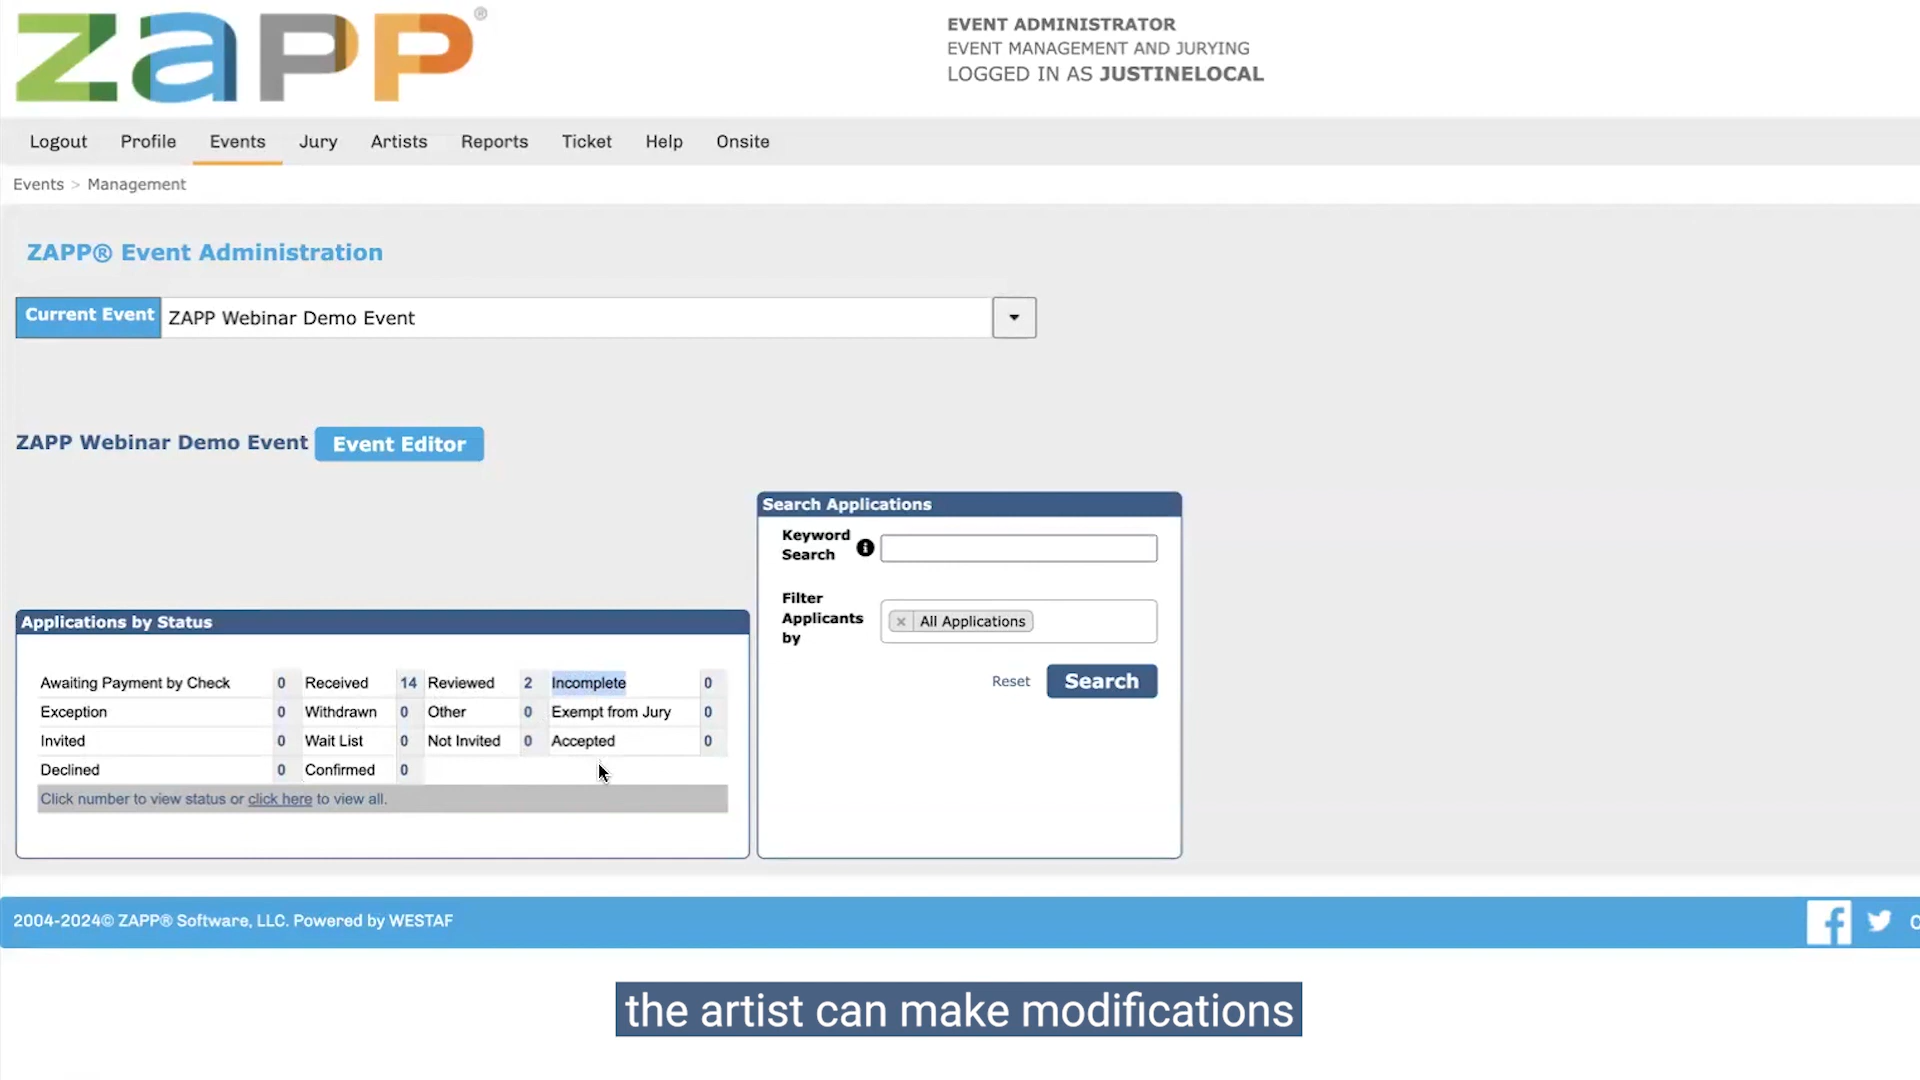 zapp®
EVENT ADMINISTRATOR
EVENT MANAGEMENT AND JURYING
LOGGED IN AS JUSTINELOCAL
Logout Profile Events Jury Artists Reports Ticket Help Onsite
Events > Management
ZAPP® Event Administration
Current Event ZAPP Webinar Demo Event
ZAPP Webinar Demo Event Event Editor
Search Applications
Keyword
Search
Filter
Applicants
by
× All Applications
Reset Search
Applications by Status
Awaiting Payment by Check 0 Received 14 Reviewed 2 Incomplete 0
Exception 0 Withdrawn 0 Other 0 Exempt from Jury 0
Invited 0 Wait List 0 Not Invited 0 Accepted 0
Declined 0 Confirmed 0
Click number to view status or click here to view all.
2004-2024© ZAPP® Software, LLC. Powered by WESTAF
the artist can make modifications